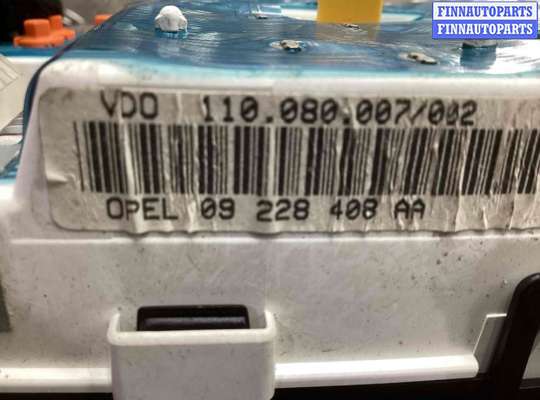 FINNAUTOPARTS
FINNAUTOPARTS
VDO 110.080.007/002
OPEL 09 228 408 AA